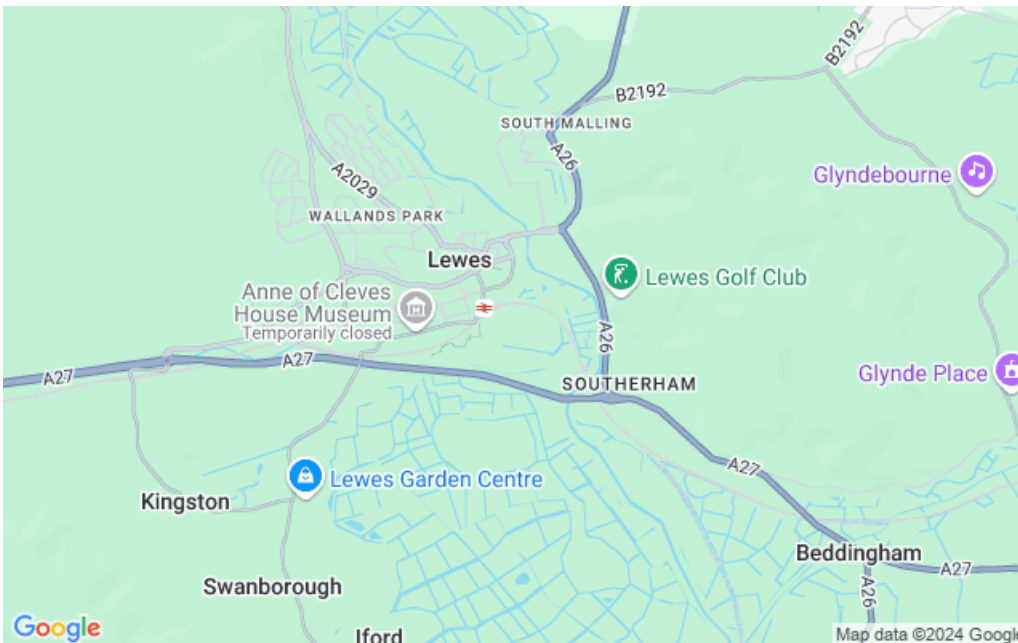 B2192
B2192
SOUTH MALLING
A26
A2029
Glyndebourne
WALLANDS PARK
Lewes
Lewes Golf Club
Anne of Cleves
House Museum
Temporarily closed
A26
A27
A27
SOUTHERHAM
Glynde Place
A27
Lewes Garden Centre
Kingston
Beddingham
A27
A26
Swanborough
Iford
Google
Map data ©2024 Google